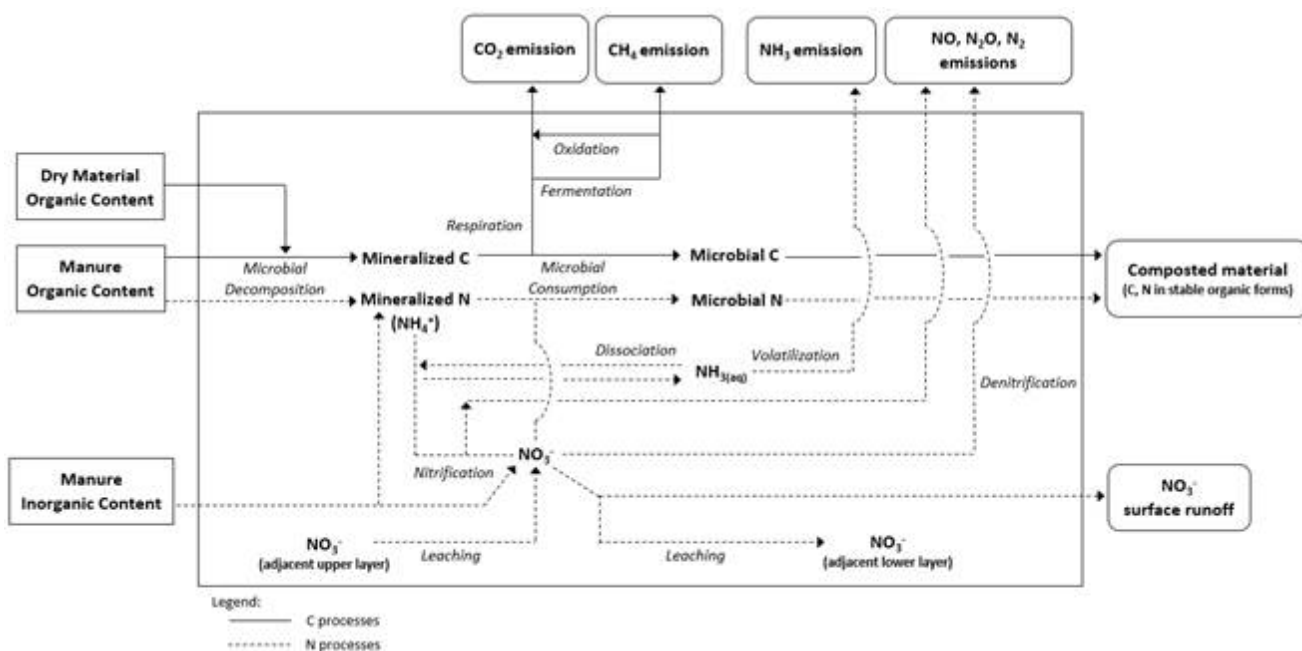 CO₂ emission
CH₄ emission
NH₃ emission
NO, N₂O, N₂
emissions
Oxidation
Fermentation
Dry Material
Organic Content
Respiration
Manure
Organic Content
Microbial
Decomposition
Mineralized C
Mineralized N
(NH₄⁺)
Microbial
Consumption
Microbial C
Microbial N
Composted material
(C, N in stable organic forms)
Dissociation
Volatilization
NH₃(aq)
Denitrification
Manure
Inorganic Content
Nitrification
NO₃⁻
NO₃⁻
surface runoff
NO₃⁻
(adjacent upper layer)
Leaching
Leaching
NO₃⁻
(adjacent lower layer)
Legend:
C processes
N processes